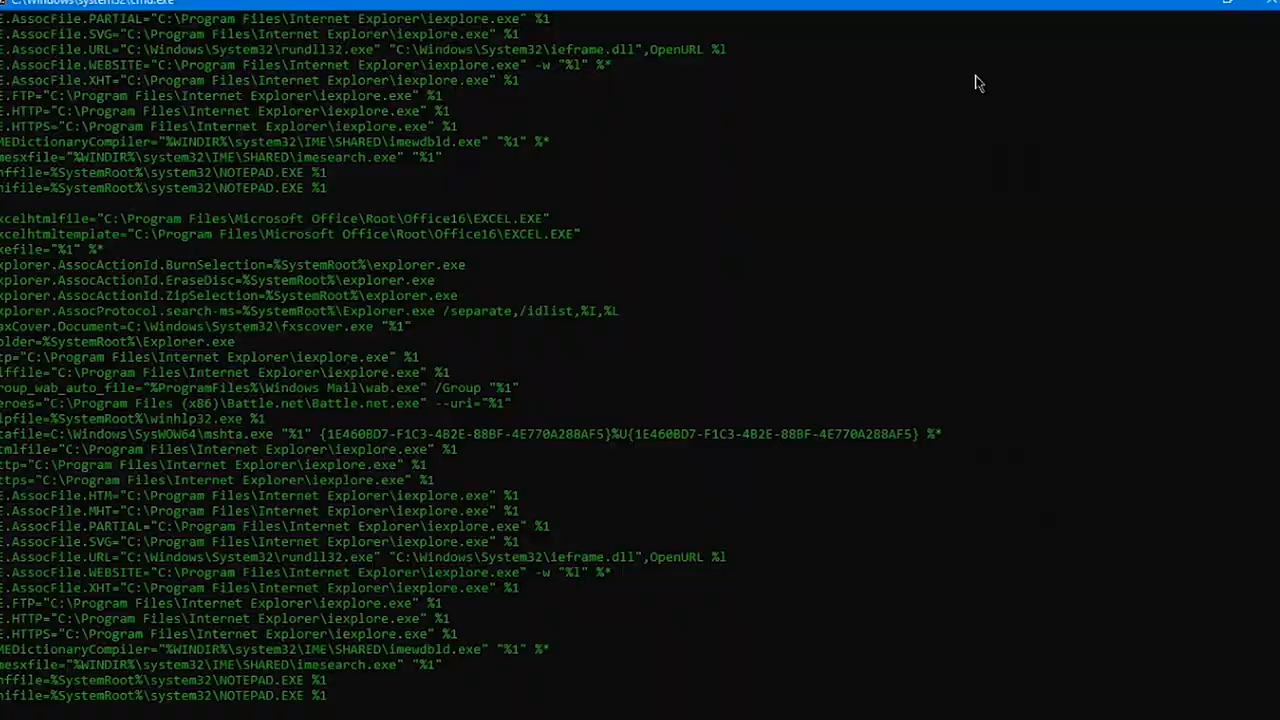 C:\Windows\system32\cmd.exe
E.AssocFile.PARTIAL="C:\Program Files\Internet Explorer\iexplore.exe" %1
E.AssocFile.SVG="C:\Program Files\Internet Explorer\iexplore.exe" %1
E.AssocFile.URL="C:\Windows\System32\rundll32.exe" "C:\Windows\System32\ieframe.dll",OpenURL %l
E.AssocFile.WEBSITE="C:\Program Files\Internet Explorer\iexplore.exe" -w "%l" %*
E.AssocFile.XHT="C:\Program Files\Internet Explorer\iexplore.exe" %1
E.FTP="C:\Program Files\Internet Explorer\iexplore.exe" %1
E.HTTP="C:\Program Files\Internet Explorer\iexplore.exe" %1
E.HTTPS="C:\Program Files\Internet Explorer\iexplore.exe" %1
MEDictionaryCompiler="%WINDIR%\system32\IME\SHARED\imewdbld.exe" "%1" %*
mesxfile="%WINDIR%\system32\IME\SHARED\imesearch.exe" "%1"
nffile=%SystemRoot%\system32\NOTEPAD.EXE %1
nifile=%SystemRoot%\system32\NOTEPAD.EXE %1
xcelhtmlfile="C:\Program Files\Microsoft Office\Root\Office16\EXCEL.EXE"
xcelhtmltemplate="C:\Program Files\Microsoft Office\Root\Office16\EXCEL.EXE"
xefile="%1" %*
xplorer.AssocActionId.BurnSelection=%SystemRoot%\explorer.exe
xplorer.AssocActionId.EraseDisc=%SystemRoot%\explorer.exe
xplorer.AssocActionId.ZipSelection=%SystemRoot%\explorer.exe
xplorer.AssocProtocol.search-ms=%SystemRoot%\Explorer.exe /separate,/idlist,%I,%L
axCover.Document=C:\Windows\System32\fxscover.exe "%1"
older=%SystemRoot%\Explorer.exe
tp="C:\Program Files\Internet Explorer\iexplore.exe" %1
iffile="C:\Program Files\Internet Explorer\iexplore.exe" %1
roup_wab_auto_file="%ProgramFiles%\Windows Mail\wab.exe" /Group "%1"
eroes="C:\Program Files (x86)\Battle.net\Battle.net.exe" --uri="%1"
lpfile=%SystemRoot%\winhlp32.exe %1
tafile=C:\Windows\SysWOW64\mshta.exe "%1" {1E460BD7-F1C3-4B2E-88BF-4E770A288AF5}%U{1E460BD7-F1C3-4B2E-88BF-4E770A288AF5} %*
tmlfile="C:\Program Files\Internet Explorer\iexplore.exe" %1
ttp="C:\Program Files\Internet Explorer\iexplore.exe" %1
ttps="C:\Program Files\Internet Explorer\iexplore.exe" %1
E.AssocFile.HTM="C:\Program Files\Internet Explorer\iexplore.exe" %1
E.AssocFile.MHT="C:\Program Files\Internet Explorer\iexplore.exe" %1
E.AssocFile.PARTIAL="C:\Program Files\Internet Explorer\iexplore.exe" %1
E.AssocFile.SVG="C:\Program Files\Internet Explorer\iexplore.exe" %1
E.AssocFile.URL="C:\Windows\System32\rundll32.exe" "C:\Windows\System32\ieframe.dll",OpenURL %l
E.AssocFile.WEBSITE="C:\Program Files\Internet Explorer\iexplore.exe" -w "%l" %*
E.AssocFile.XHT="C:\Program Files\Internet Explorer\iexplore.exe" %1
E.FTP="C:\Program Files\Internet Explorer\iexplore.exe" %1
E.HTTP="C:\Program Files\Internet Explorer\iexplore.exe" %1
E.HTTPS="C:\Program Files\Internet Explorer\iexplore.exe" %1
MEDictionaryCompiler="%WINDIR%\system32\IME\SHARED\imewdbld.exe" "%1" %*
mesxfile="%WINDIR%\system32\IME\SHARED\imesearch.exe" "%1"
nffile=%SystemRoot%\system32\NOTEPAD.EXE %1
nifile=%SystemRoot%\system32\NOTEPAD.EXE %1